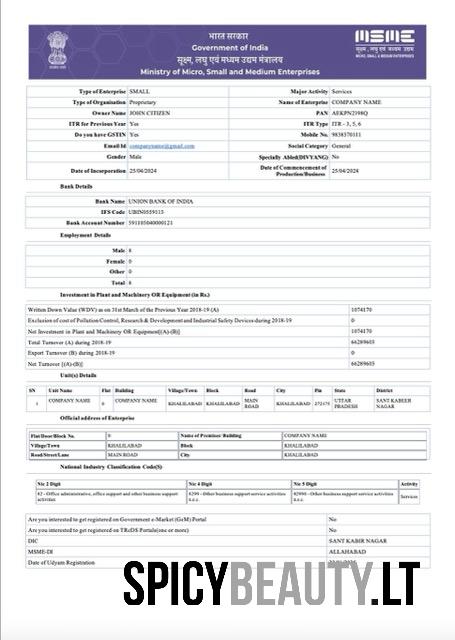 भारत सरकार
Government of India
सूक्ष्म, लघु एवं मध्यम उद्यम मंत्रालय
Ministry of Micro, Small and Medium Enterprises
MSME
सूक्ष्म, लघु एवं मध्यम उद्यम
MICRO, SMALL & MEDIUM ENTERPRISES
Type of Enterprise SMALL Major Activity Services
Type of Organisation Proprietary Name of Enterprise COMPANY NAME
Owner Name JOHN CITIZEN PAN AEKPN2198Q
ITR for Previous Year Yes ITR Type ITR - 3, 5, 6
Do you have GSTIN Yes Mobile No. 9838370111
Email Id companyname@gmail.com Social Category General
Gender Male Specially Abled(DIVYANG) No
Date of Incorporation 25/04/2024 Date of Commencement of Production/Business 25/04/2024
Bank Details
Bank Name UNION BANK OF INDIA
IFS Code UBIN0559113
Bank Account Number 591105040000121
Employment Details
Male 8
Female 0
Other 0
Total 8
Investment in Plant and Machinery OR Equipment (in Rs.)
Written Down Value (WDV) as on 31st March of the Previous Year 2018-19 (A) 1074170
Exclusion of cost of Pollution Control, Research & Development and Industrial Safety Devices during 2018-19 0
Net Investment in Plant and Machinery OR Equipment[(A)-(B)] 1074170
Total Turnover (A) during 2018-19 66289605
Export Turnover (B) during 2018-19 0
Net Turnover [(A)-(B)] 66289605
Unit(s) Details
SN Unit Name Flat Building Village/Town Block Road City Pin State District
1 COMPANY NAME 0 COMPANY NAME KHALILABAD KHALILABAD MAIN ROAD KHALILABAD 272175 UTTAR PRADESH SANT KABEER NAGAR
Official address of Enterprise
Flat/Door/Block No. 0 Name of Premises/ Building COMPANY NAME
Village/Town KHALILABAD Block KHALILABAD
Road/Street/Lane MAIN ROAD City KHALILABAD
National Industry Classification Code(S)
Nic 2 Digit Nic 4 Digit Nic 5 Digit Activity
82 - Office administrative, office support and other business support activities 8299 - Other business support service activities n.e.c. 82990 - Other business support service activities n.e.c. Services
Are you interested to get registered on Government e-Market (GeM) Portal No
Are you interested to get registered on TReDS Portals(one or more) No
DIC SANT KABIR NAGAR
MSME-DI ALLAHABAD
Date of Udyam Registration
SPICYBEAUTY.LT